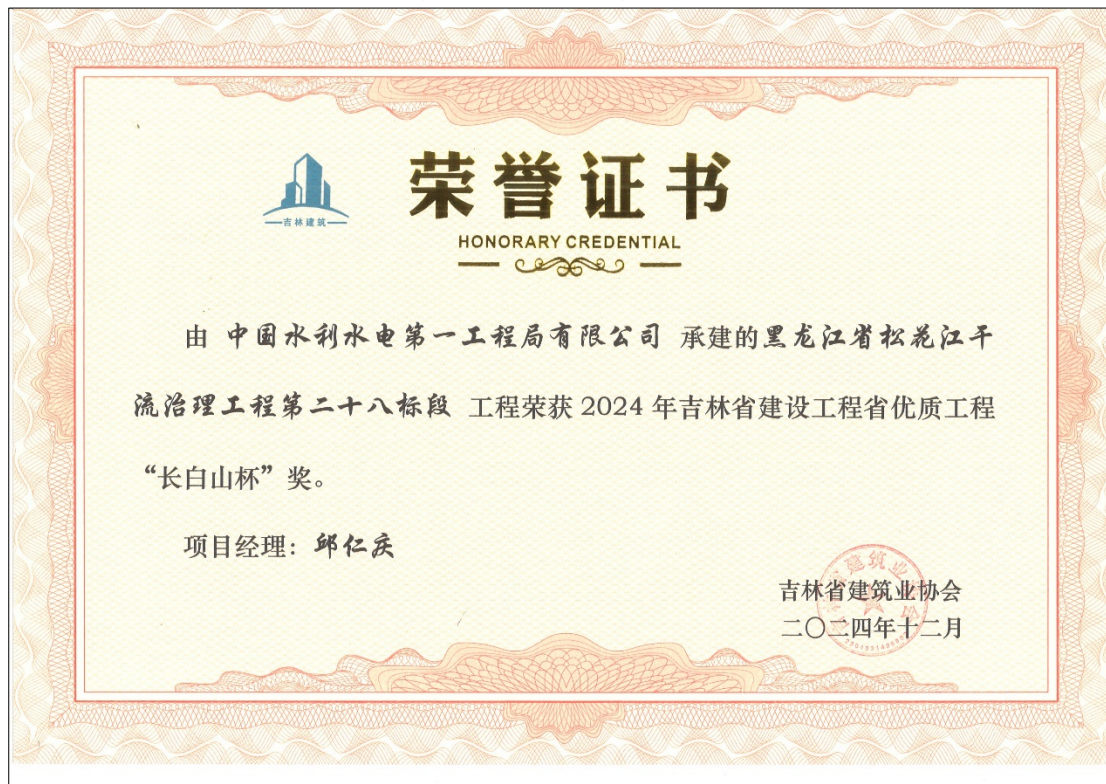 吉林建筑
荣誉证书
HONORARY CREDENTIAL
由 中国水利水电第一工程局有限公司 承建的黑龙江省松花江干
流治理工程第二十八标段 工程荣获 2024 年吉林省建设工程省优质工程
“长白山杯”奖。
项目经理：邱仁庆
吉林省建筑业协会
二〇二四年十二月